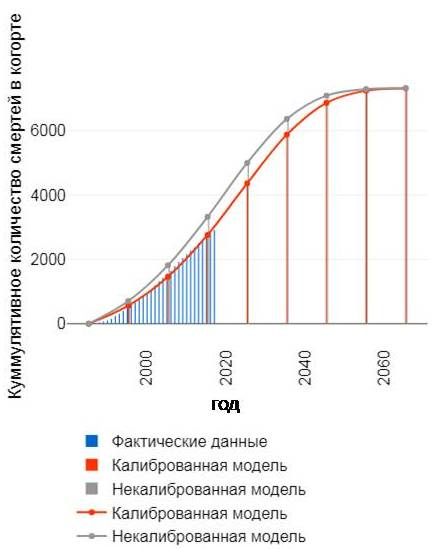 Куммулятивное количество смертей в когорте
6000
4000
2000
0
2000
2020
2040
2060
год
Фактические данные
Калиброванная модель
Некалиброванная модель
Калиброванная модель
Некалиброванная модель